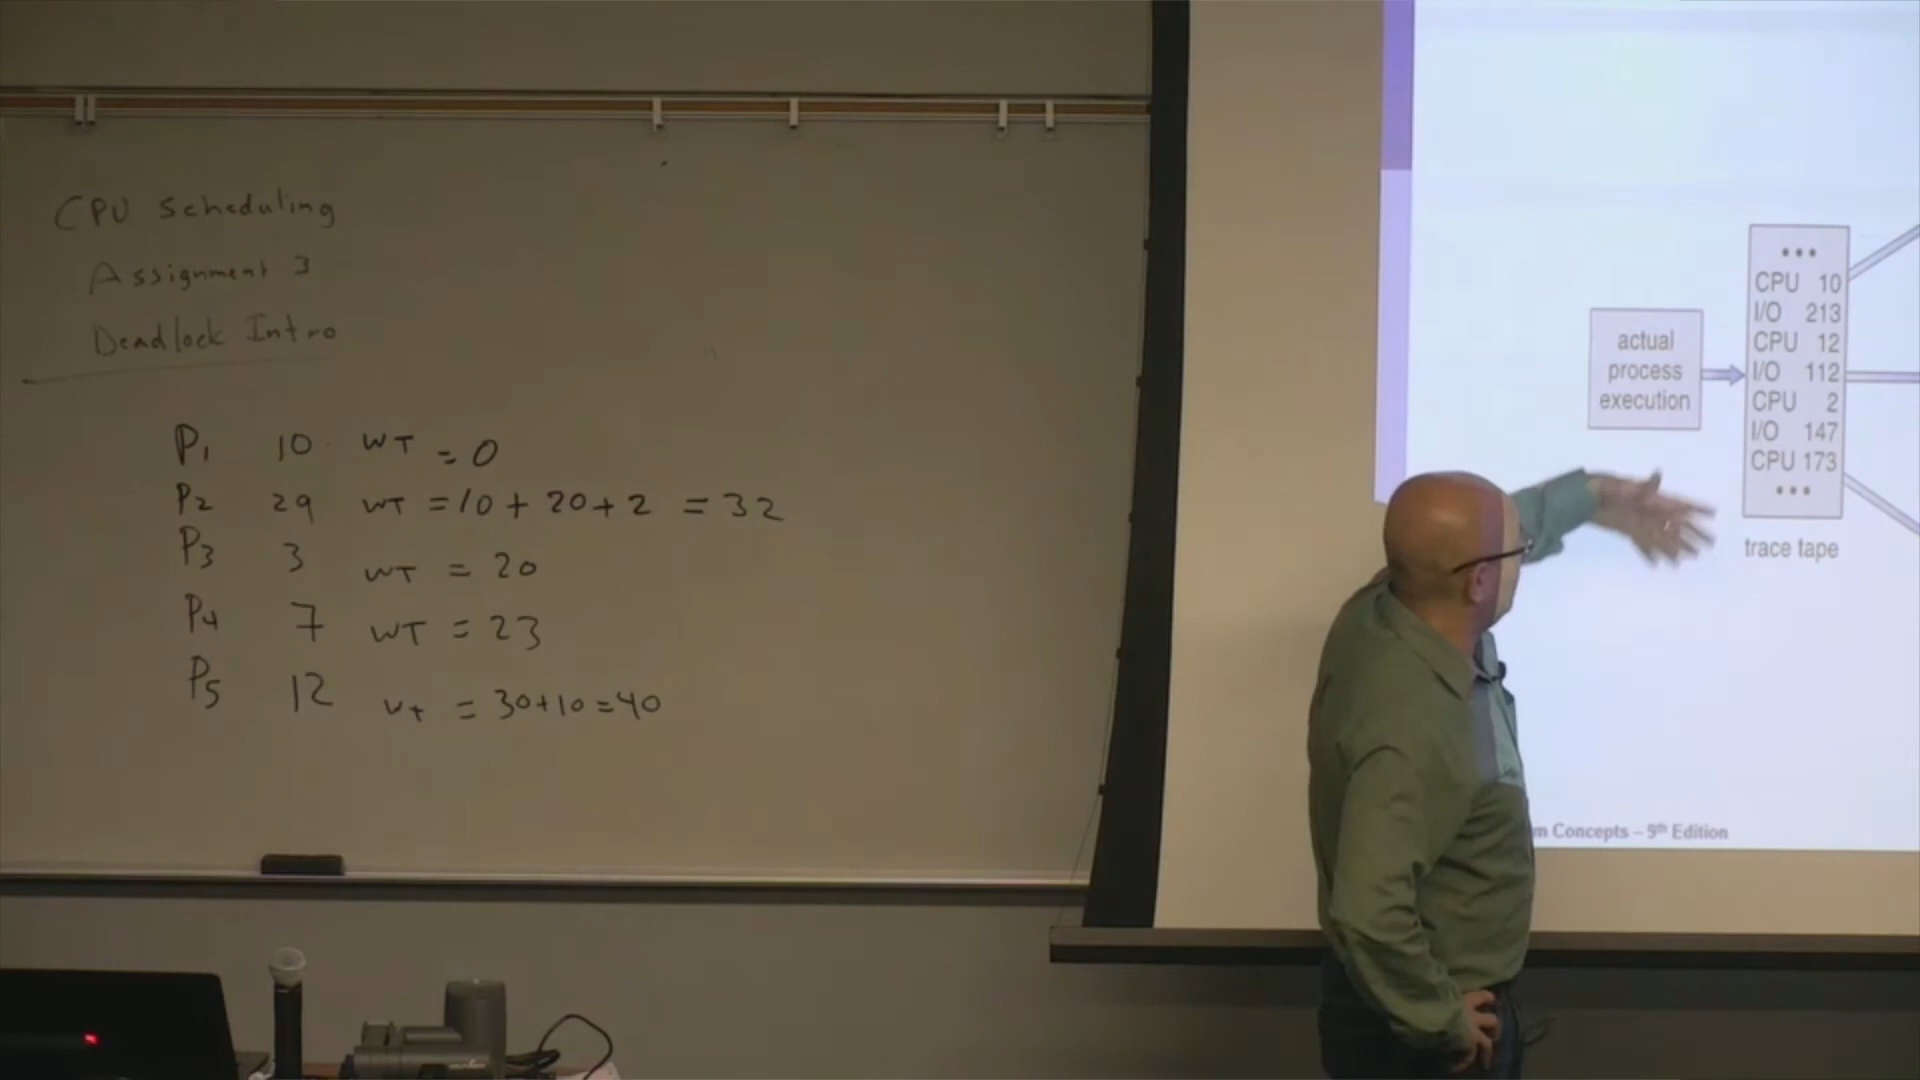 CPU Scheduling
Assignment 3
Deadlock Intro
P1 10 WT = 0
P2 29 WT = 10 + 20 + 2 = 32
P3 3 WT = 20
P4 7 WT = 23
P5 12 WT = 30+10=40
actual
process
execution
•••
CPU 10
I/O 213
CPU 12
I/O 112
CPU 2
I/O 147
CPU 173
•••
trace tape
Concepts – 9th Edition